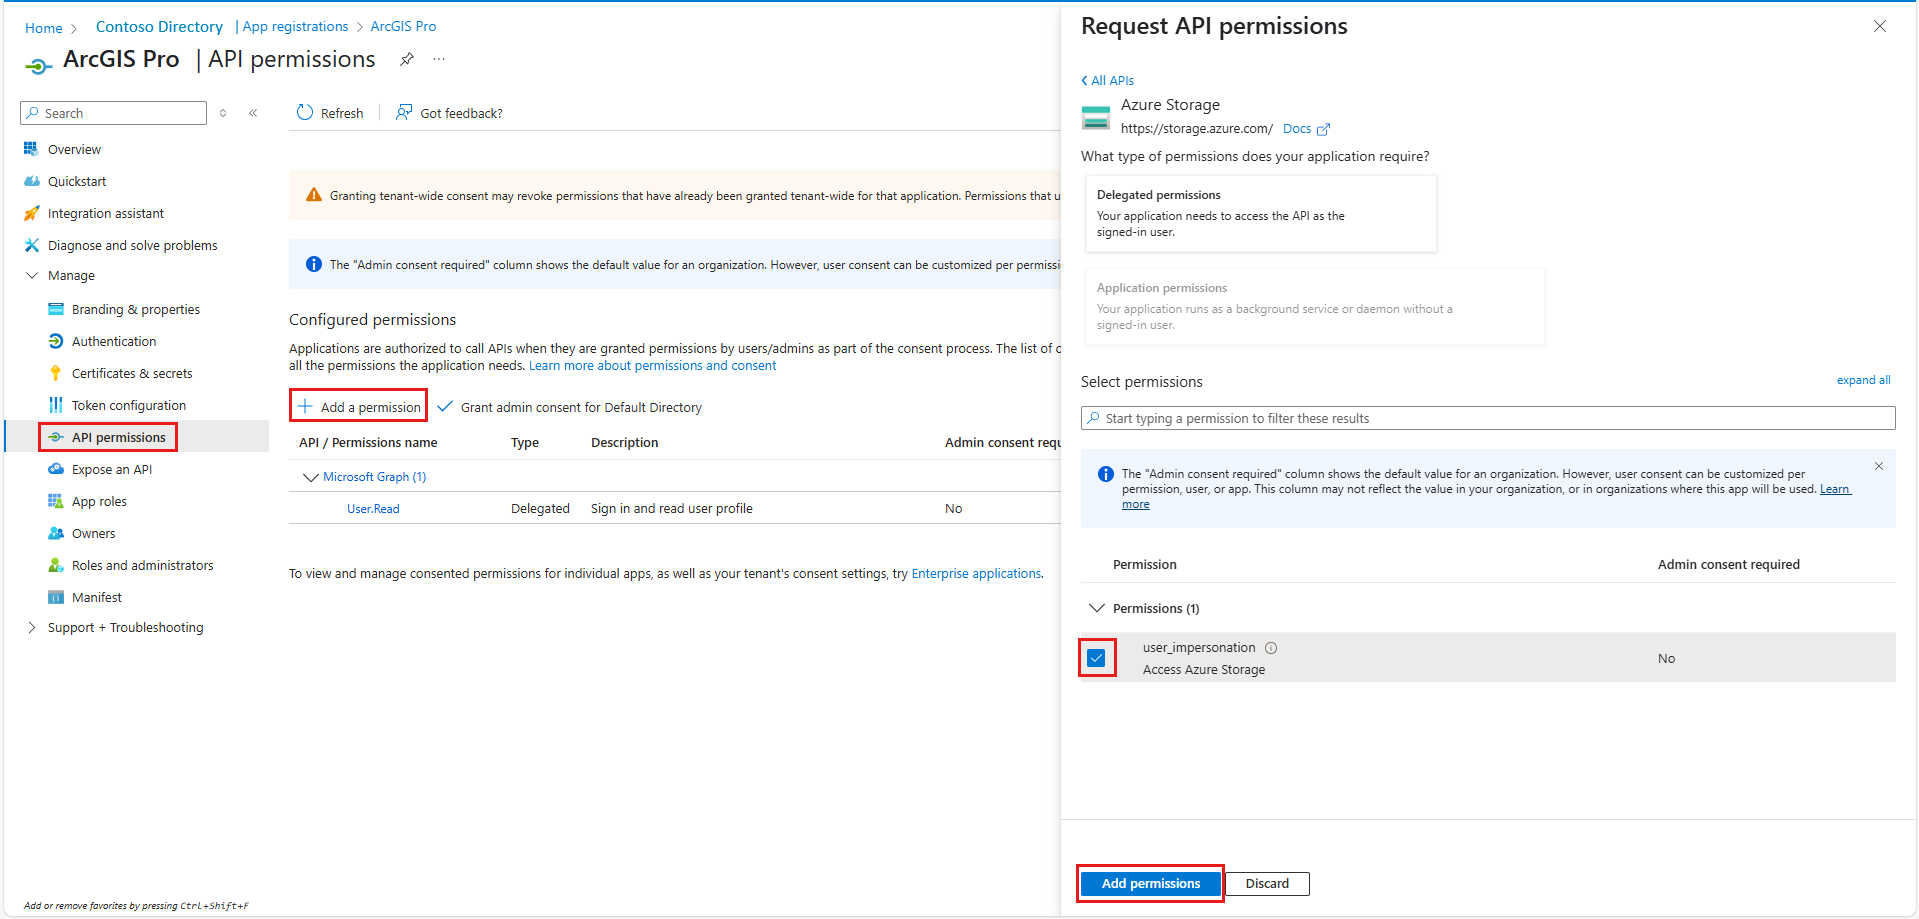 Home > Contoso Directory | App registrations > ArcGIS Pro
ArcGIS Pro | API permissions
Search
Overview
Quickstart
Integration assistant
Diagnose and solve problems
Manage
Branding & properties
Authentication
Certificates & secrets
Token configuration
API permissions
Expose an API
App roles
Owners
Roles and administrators
Manifest
Support + Troubleshooting
Add or remove favorites by pressing Ctrl+Shift+F
Refresh
Got feedback?
Granting tenant-wide consent may revoke permissions that have already been granted tenant-wide for that application. Permissions that u
The "Admin consent required" column shows the default value for an organization. However, user consent can be customized per permissi
Configured permissions
Applications are authorized to call APIs when they are granted permissions by users/admins as part of the consent process. The list of c
all the permissions the application needs. Learn more about permissions and consent
Add a permission
Grant admin consent for Default Directory
API / Permissions name Type Description Admin consent requ
Microsoft Graph (1)
User.Read Delegated Sign in and read user profile No
To view and manage consented permissions for individual apps, as well as your tenant's consent settings, try Enterprise applications.
Request API permissions
All APIs
Azure Storage
https://storage.azure.com/ Docs
What type of permissions does your application require?
Delegated permissions
Your application needs to access the API as the
signed-in user.
Application permissions
Your application runs as a background service or daemon without a
signed-in user.
Select permissions
expand all
Start typing a permission to filter these results
The "Admin consent required" column shows the default value for an organization. However, user consent can be customized per
permission, user, or app. This column may not reflect the value in your organization, or in organizations where this app will be used. Learn
more
Permission Admin consent required
Permissions (1)
user_impersonation
Access Azure Storage
No
Add permissions
Discard